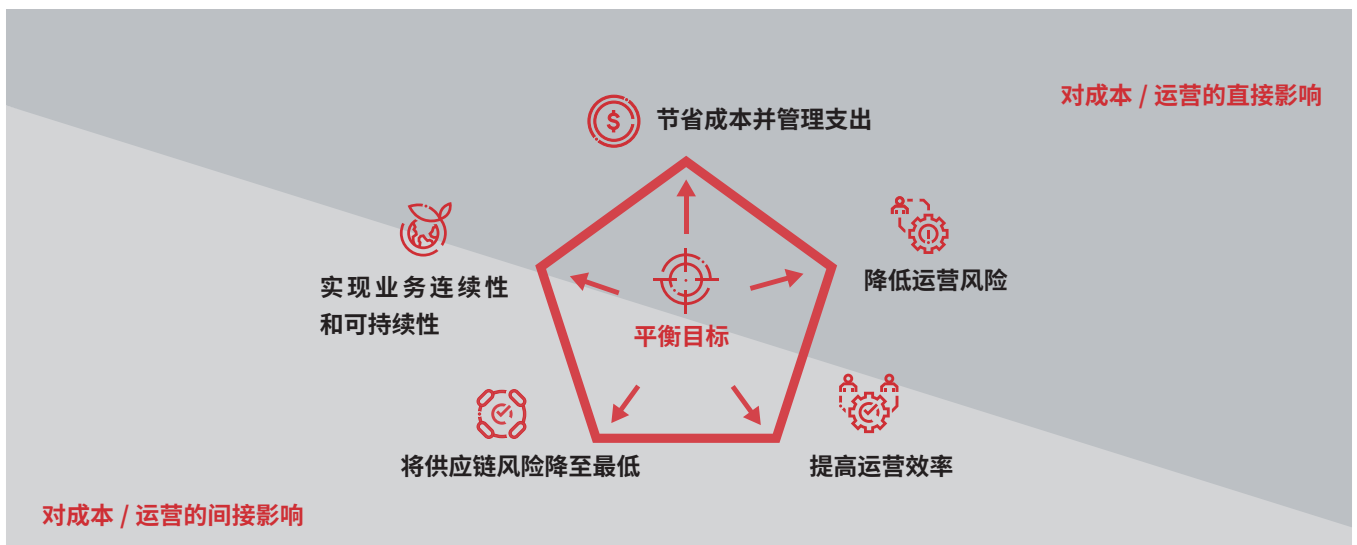 对成本 / 运营的直接影响
节省成本并管理支出
降低运营风险
实现业务连续性
和可持续性
平衡目标
将供应链风险降至最低
提高运营效率
对成本 / 运营的间接影响